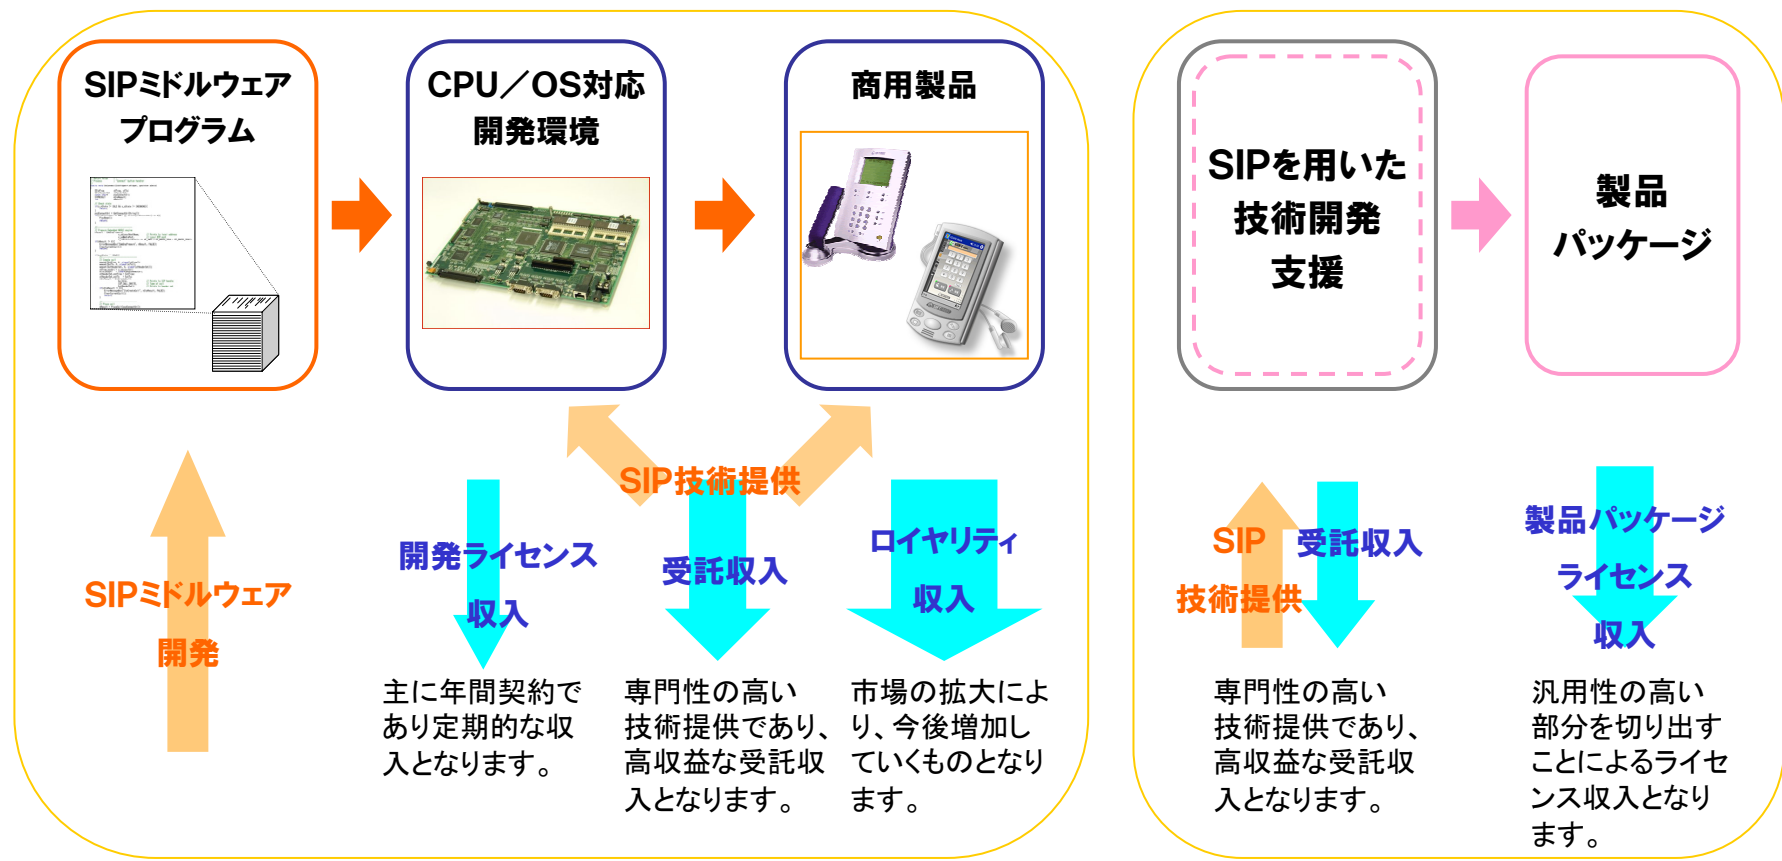 SIPミドルウェア
プログラム
CPU／OS対応
開発環境
商用製品
SIP技術提供
SIPミドルウェア
開発
開発ライセンス
収入
受託収入
ロイヤリティ
収入
主に年間契約で
あり定期的な収
入となります。
専門性の高い
技術提供であり、
高収益な受託収
入となります。
市場の拡大によ
り、今後増加し
ていくものとなり
ます。
SIPを用いた
技術開発
支援
製品
パッケージ
SIP
技術提供
受託収入
製品パッケージ
ライセンス
収入
専門性の高い
技術提供であり、
高収益な受託収
入となります。
汎用性の高い
部分を切り出す
ことによるライセ
ンス収入となり
ます。